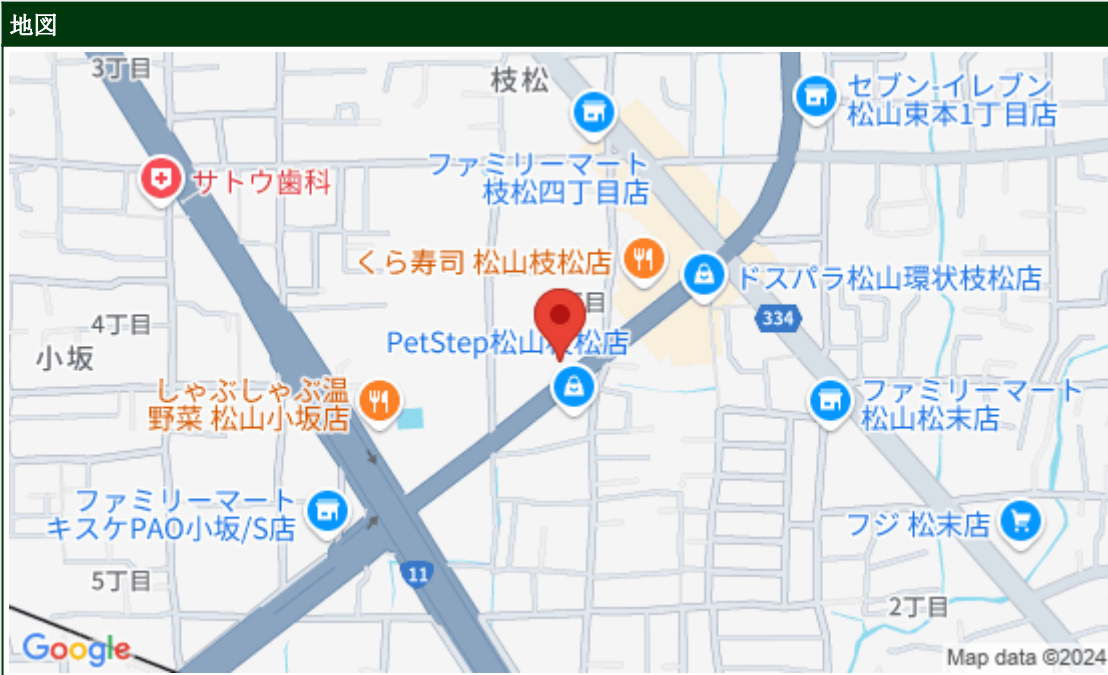 地図
3丁目
枝松
セブン-イレブン
松山東本1丁目店
ファミリーマート
枝松四丁目店
サトウ歯科
くら寿司 松山枝松店
ドスパラ松山環状枝松店
目
334
4丁目
小坂
PetStep松山枝松店
しゃぶしゃぶ温
野菜 松山小坂店
ファミリーマート
松山松末店
ファミリーマート
キスケPAO小坂/S店
フジ 松末店
11
5丁目
2丁目
Google
Map data ©2024